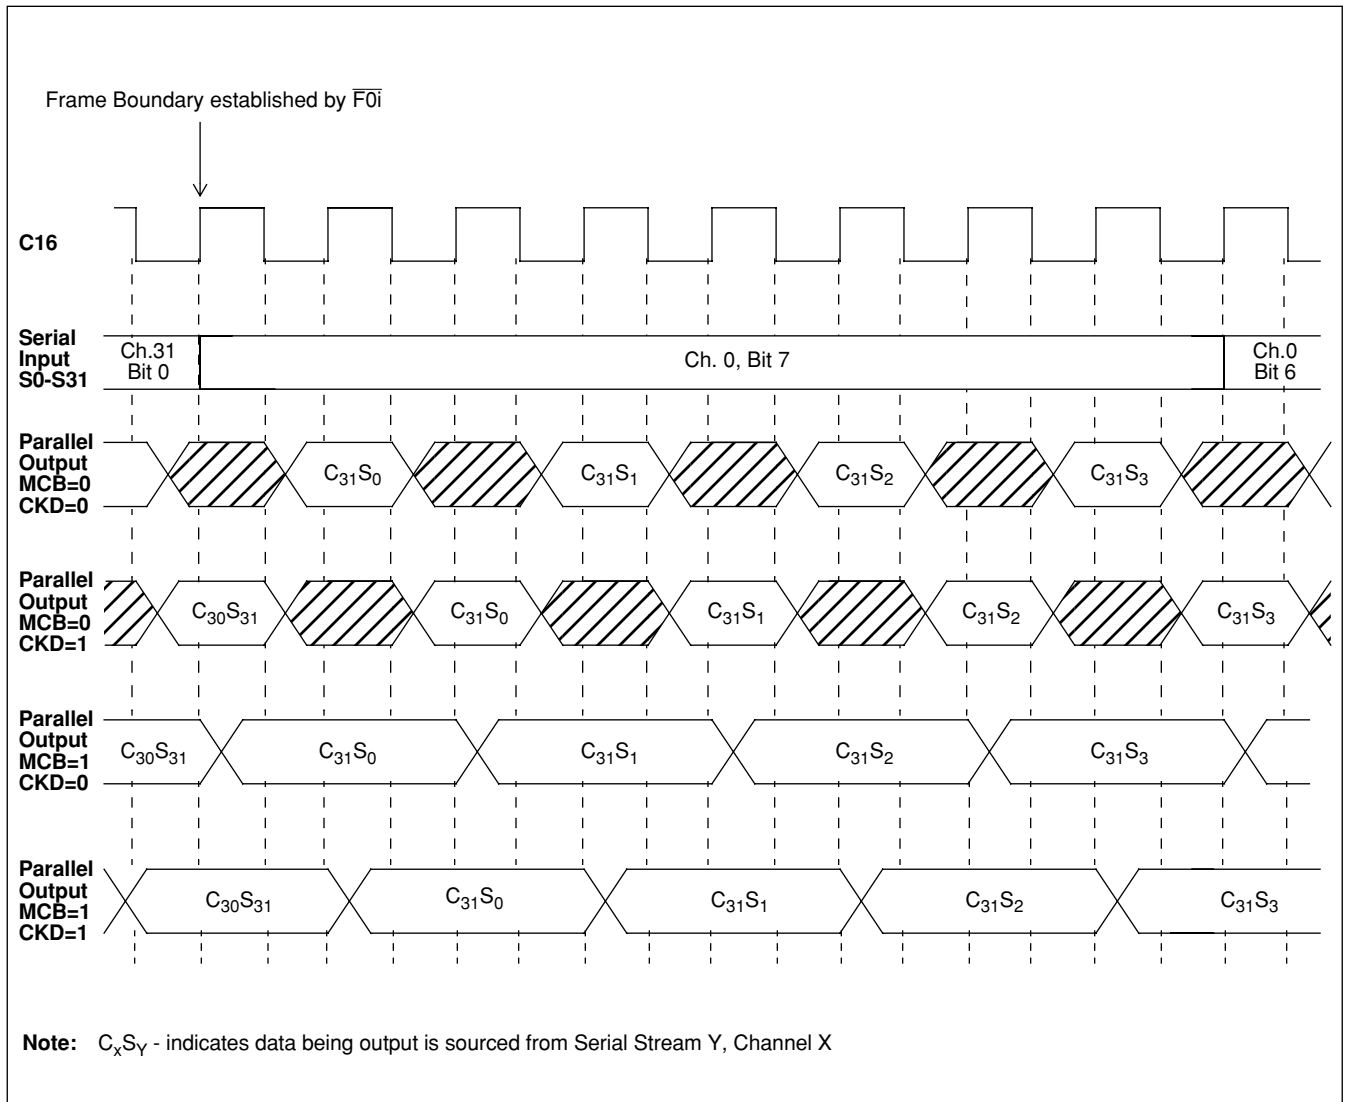 Frame Boundary established by F0i
C16
Serial
Input
S0-S31
Ch.31
Bit 0
Ch. 0, Bit 7
Ch.0
Bit 6
Parallel
Output
MCB=0
CKD=0
C31S0 C31S1 C31S2 C31S3
Parallel
Output
MCB=0
CKD=1
C30S31 C31S0 C31S1 C31S2 C31S3
Parallel
Output
MCB=1
CKD=0
C30S31 C31S0 C31S1 C31S2 C31S3
Parallel
Output
MCB=1
CKD=1
C30S31 C31S0 C31S1 C31S2 C31S3
Note: CxSY - indicates data being output is sourced from Serial Stream Y, Channel X